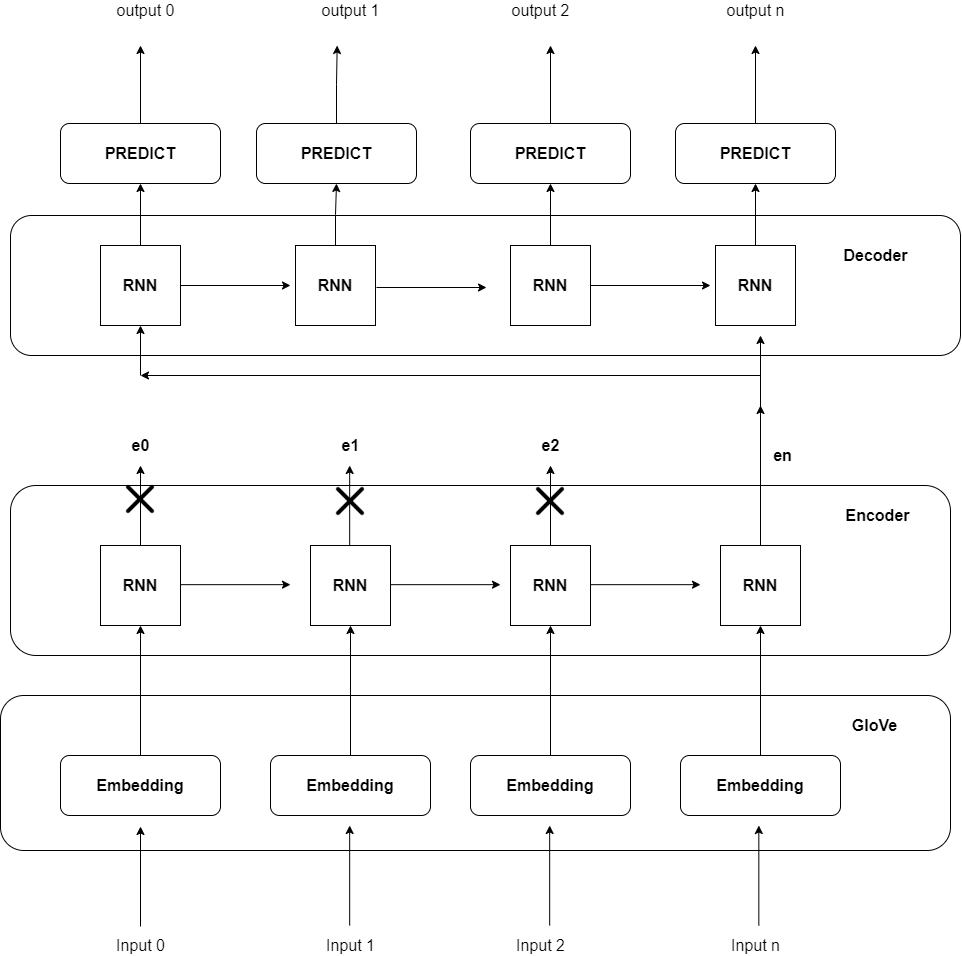 output 0
output 1
output 2
output n
PREDICT
PREDICT
PREDICT
PREDICT
Decoder
RNN
RNN
RNN
RNN
e0
e1
e2
en
Encoder
RNN
RNN
RNN
RNN
GloVe
Embedding
Embedding
Embedding
Embedding
Input 0
Input 1
Input 2
Input n